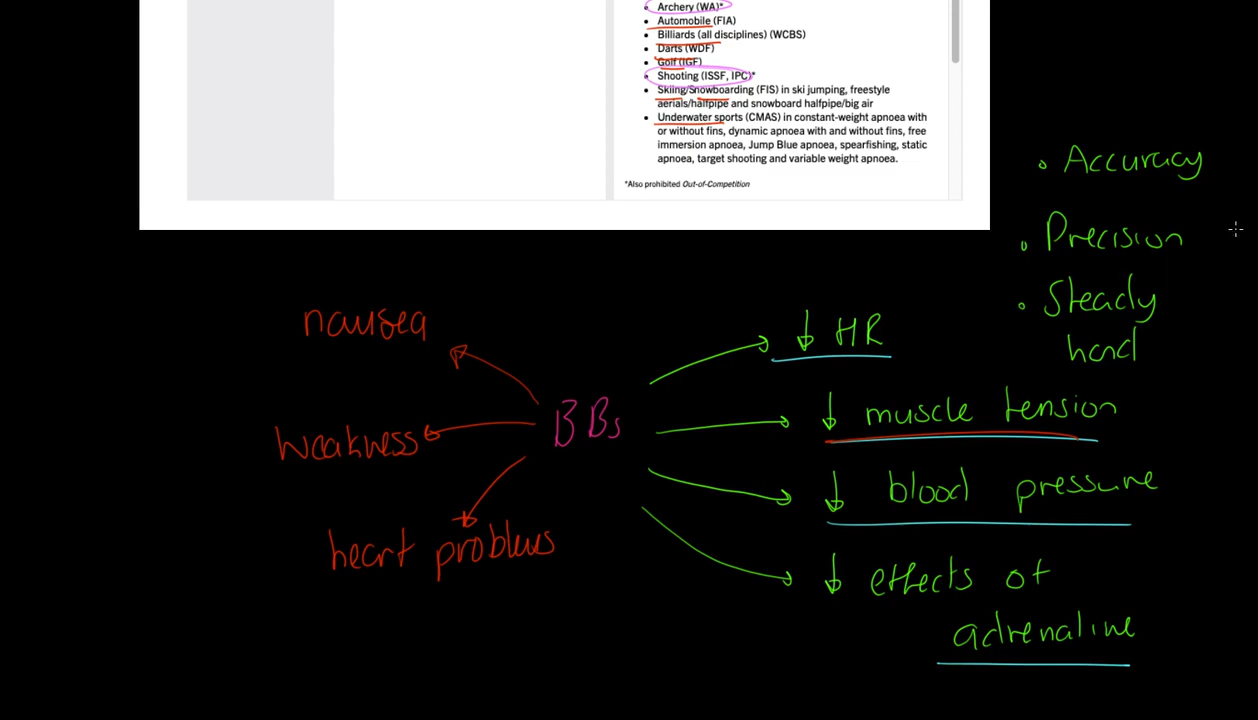 • Archery (WA)*
• Automobile (FIA)
• Billiards (all disciplines) (WCBS)
• Darts (WDF)
• Golf (IGF)
• Shooting (ISSF, IPC)*
• Skiing/Snowboarding (FIS) in ski jumping, freestyle
aerials/halfpipe and snowboard halfpipe/big air
• Underwater sports (CMAS) in constant-weight apnoea with
or without fins, dynamic apnoea with and without fins, free
immersion apnoea, Jump Blue apnoea, spearfishing, static
apnoea, target shooting and variable weight apnoea.
*Also prohibited Out-of-Competition
• Accuracy
• Precision
• Steady
hand
nausea
weakness
heart problems
BBs
↓ HR
↓ muscle tension
↓ blood pressure
↓ effects of
adrenaline